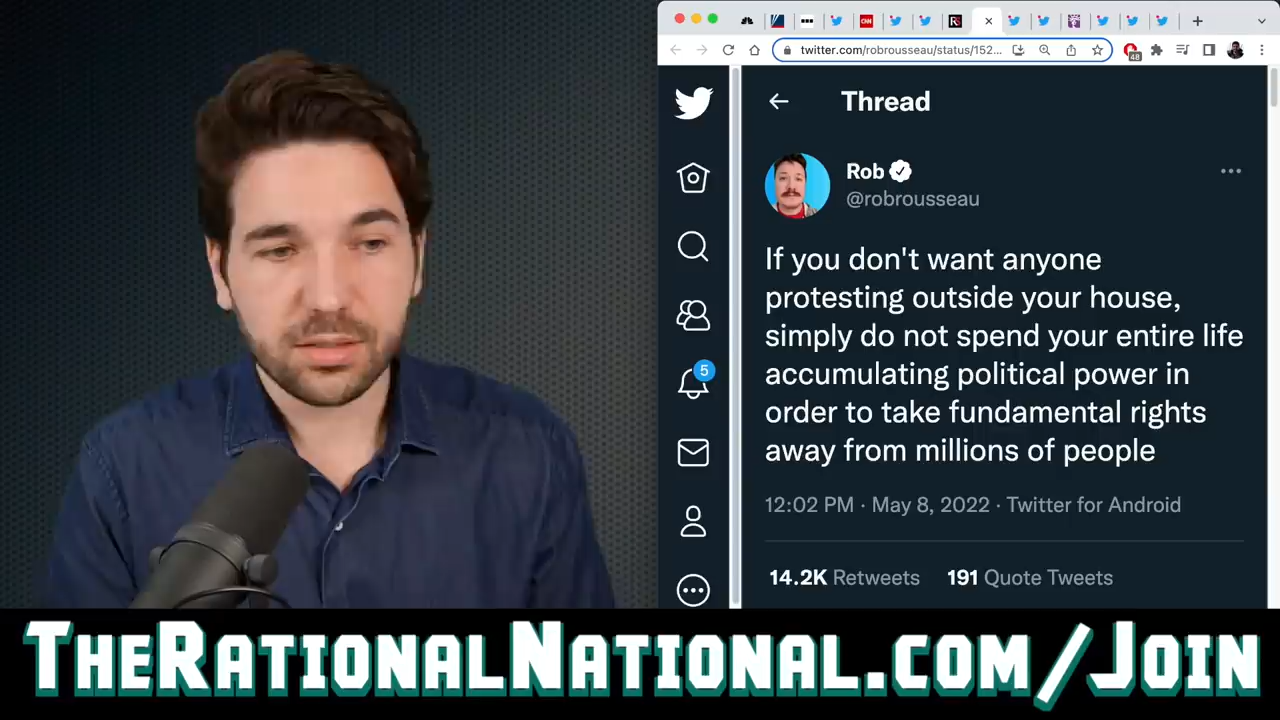 CNN
twitter.com/robrousseau/status/152...
48
Thread
Rob
@robrousseau
If you don't want anyone
protesting outside your house,
simply do not spend your entire life
accumulating political power in
order to take fundamental rights
away from millions of people
5
12:02 PM · May 8, 2022 · Twitter for Android
14.2K Retweets 191 Quote Tweets
TheRationalNational.com/Join